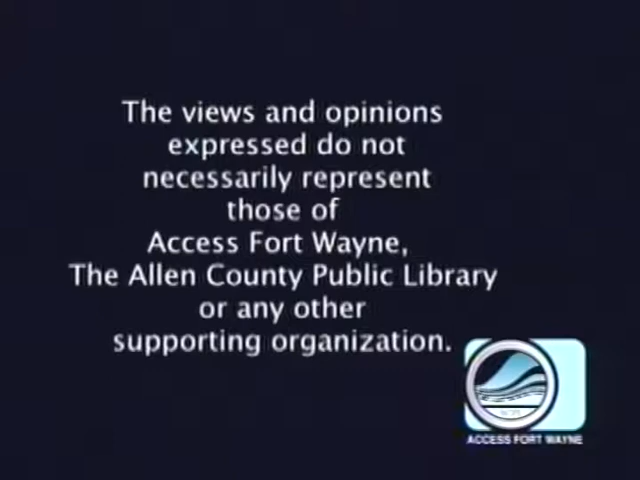 The views and opinions
expressed do not
necessarily represent
those of
Access Fort Wayne,
The Allen County Public Library
or any other
supporting organization.
ACCESS FORT WAYNE